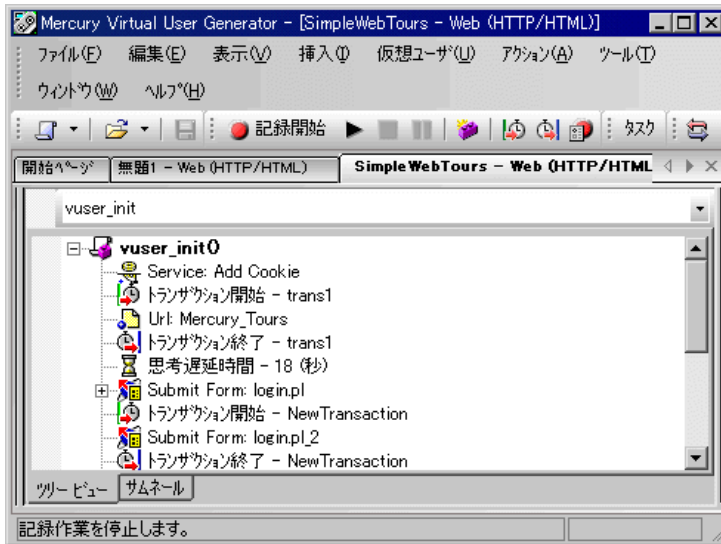 Mercury Virtual User Generator - [SimpleWebTours - Web (HTTP/HTML)]
ファイル(F) 編集(E) 表示(V) 挿入(I) 仮想ユーザ(U) アクション(A) ツール(T)
ウィンドウ(W) ヘルプ(H)
記録開始 タスク
開始ページ 無題1 - Web (HTTP/HTML) SimpleWebTours - Web (HTTP/HTML
vuser_init
vuser_init()
Service: Add Cookie
トランザクション開始 - trans1
Url: Mercury_Tours
トランザクション終了 - trans1
思考遅延時間 - 18 (秒)
Submit Form: login.pl
トランザクション開始 - NewTransaction
Submit Form: login.pl_2
トランザクション終了 - NewTransaction
ツリー ビュー サムネール
記録作業を停止します。